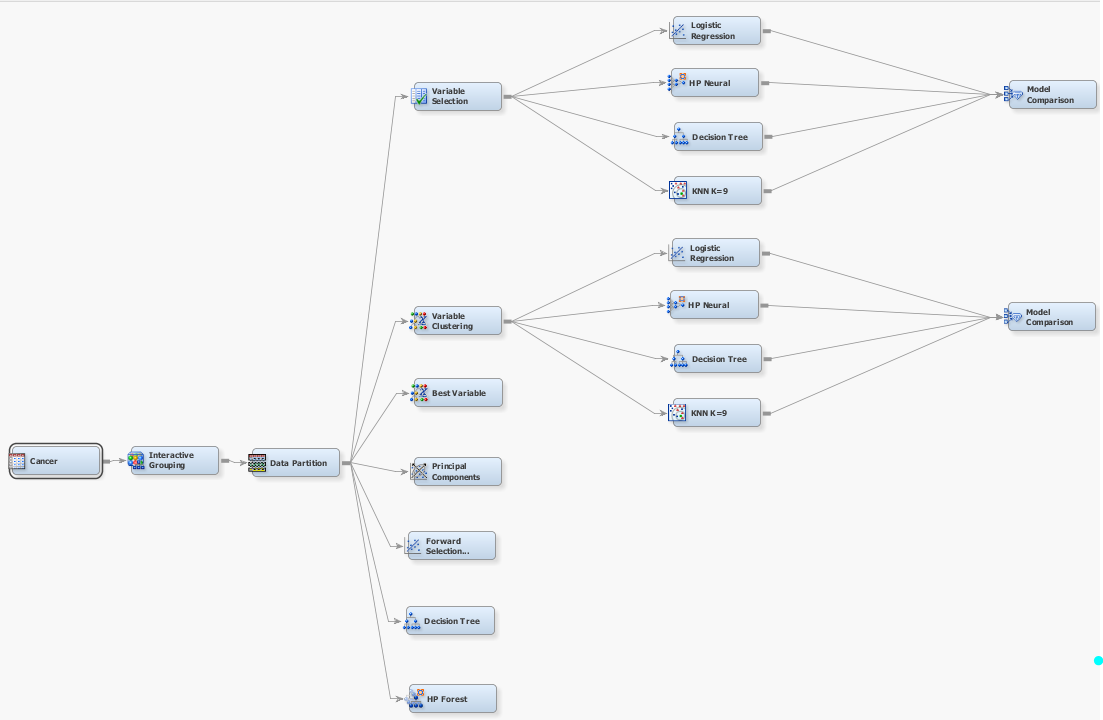 Logistic
Regression
HP Neural
Variable
Selection
Model
Comparison
Decision Tree
KNN K=9
Logistic
Regression
HP Neural
Variable
Clustering
Model
Comparison
Decision Tree
Best Variable
KNN K=9
Cancer
Interactive
Grouping
Data Partition
Principal
Components
Forward
Selection...
Decision Tree
HP Forest